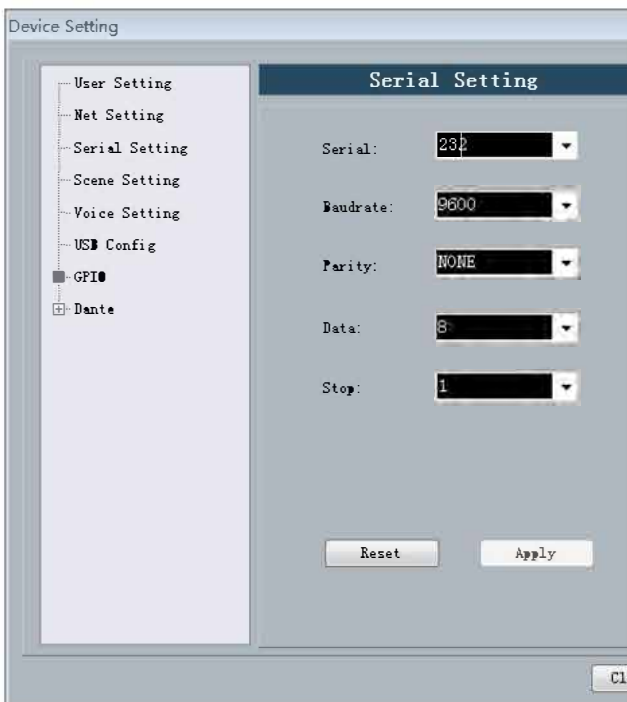 Device Setting
User Setting
Net Setting
Serial Setting
Scene Setting
Voice Setting
USB Config
GPIO
Dante
Serial Setting
Serial: 232
Baudrate: 9600
Parity: NONE
Data: 8
Stop: 1
Reset Apply
Cl